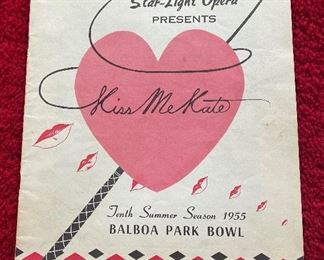 Star-Light Opera
PRESENTS
Kiss Me Kate
Tenth Summer Season 1955
BALBOA PARK BOWL